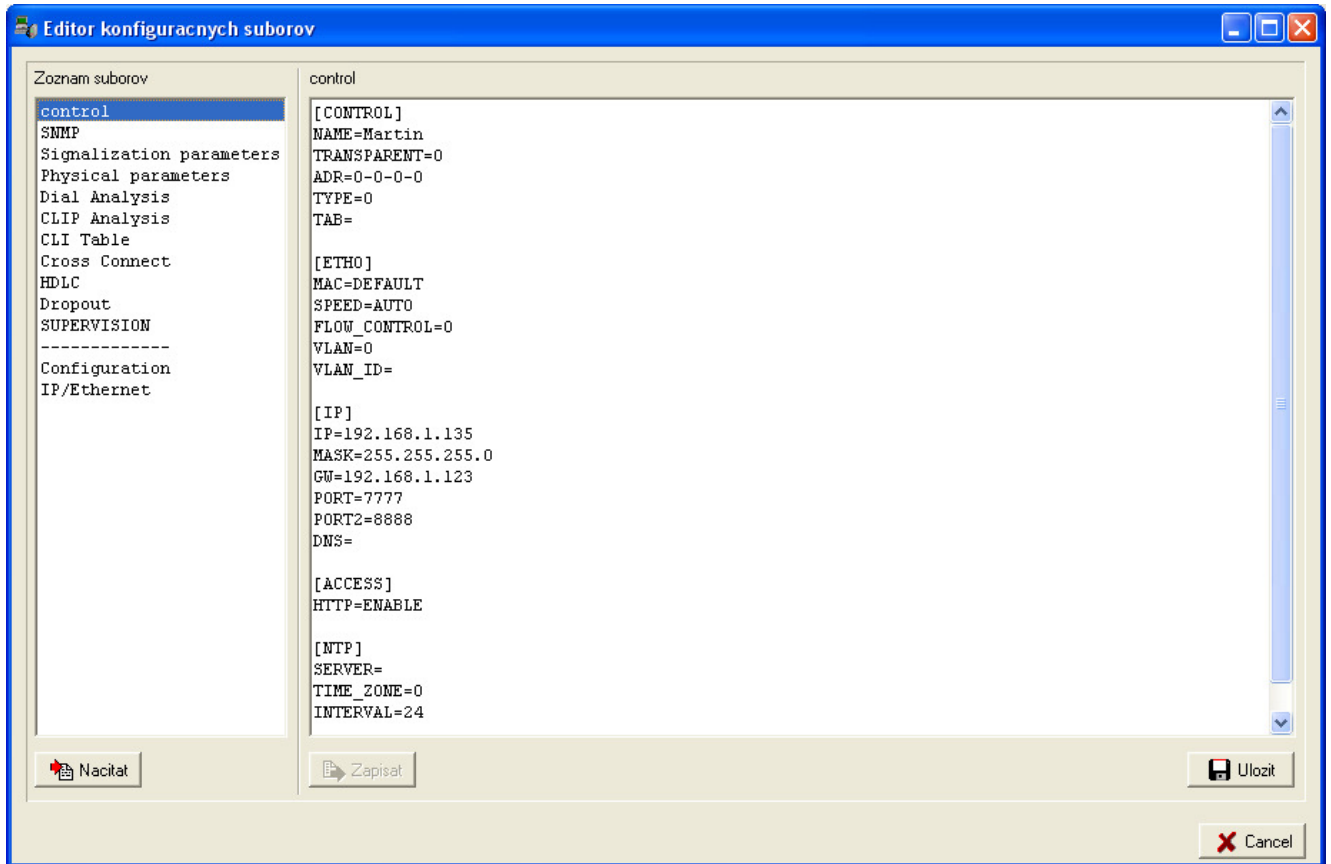 Editor konfiguracnych suborov
Zoznam suborov
control
SNMP
Signalization parameters
Physical parameters
Dial Analysis
CLIP Analysis
CLI Table
Cross Connect
HDLC
Dropout
SUPERVISION
-------------
Configuration
IP/Ethernet
Nacitat
control
[CONTROL]
NAME=Martin
TRANSPARENT=0
ADR=0-0-0-0
TYPE=0
TAB=
[ETH0]
MAC=DEFAULT
SPEED=AUTO
FLOW_CONTROL=0
VLAN=0
VLAN_ID=
[IP]
IP=192.168.1.135
MASK=255.255.255.0
GW=192.168.1.123
PORT=7777
PORT2=8888
DNS=
[ACCESS]
HTTP=ENABLE
[NTP]
SERVER=
TIME_ZONE=0
INTERVAL=24
Zapisat
Ulozit
Cancel